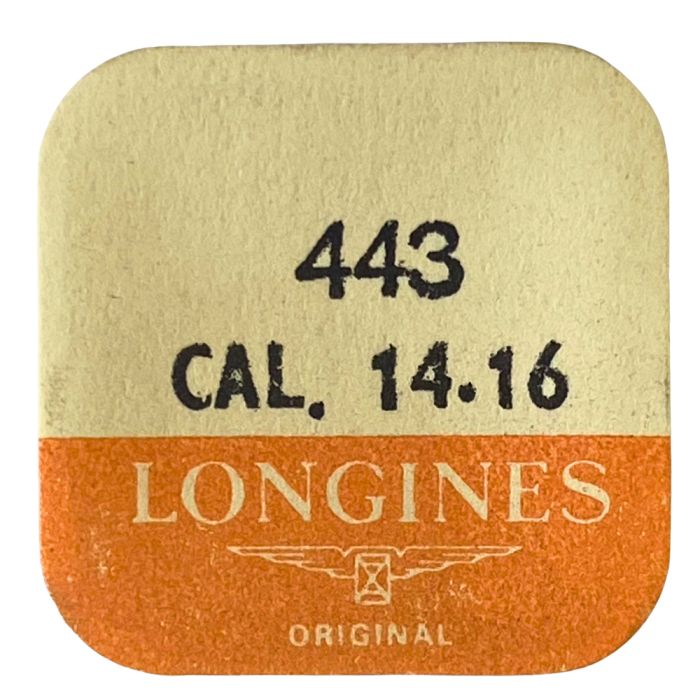 443
CAL. 14.16
LONGINES
ORIGINAL